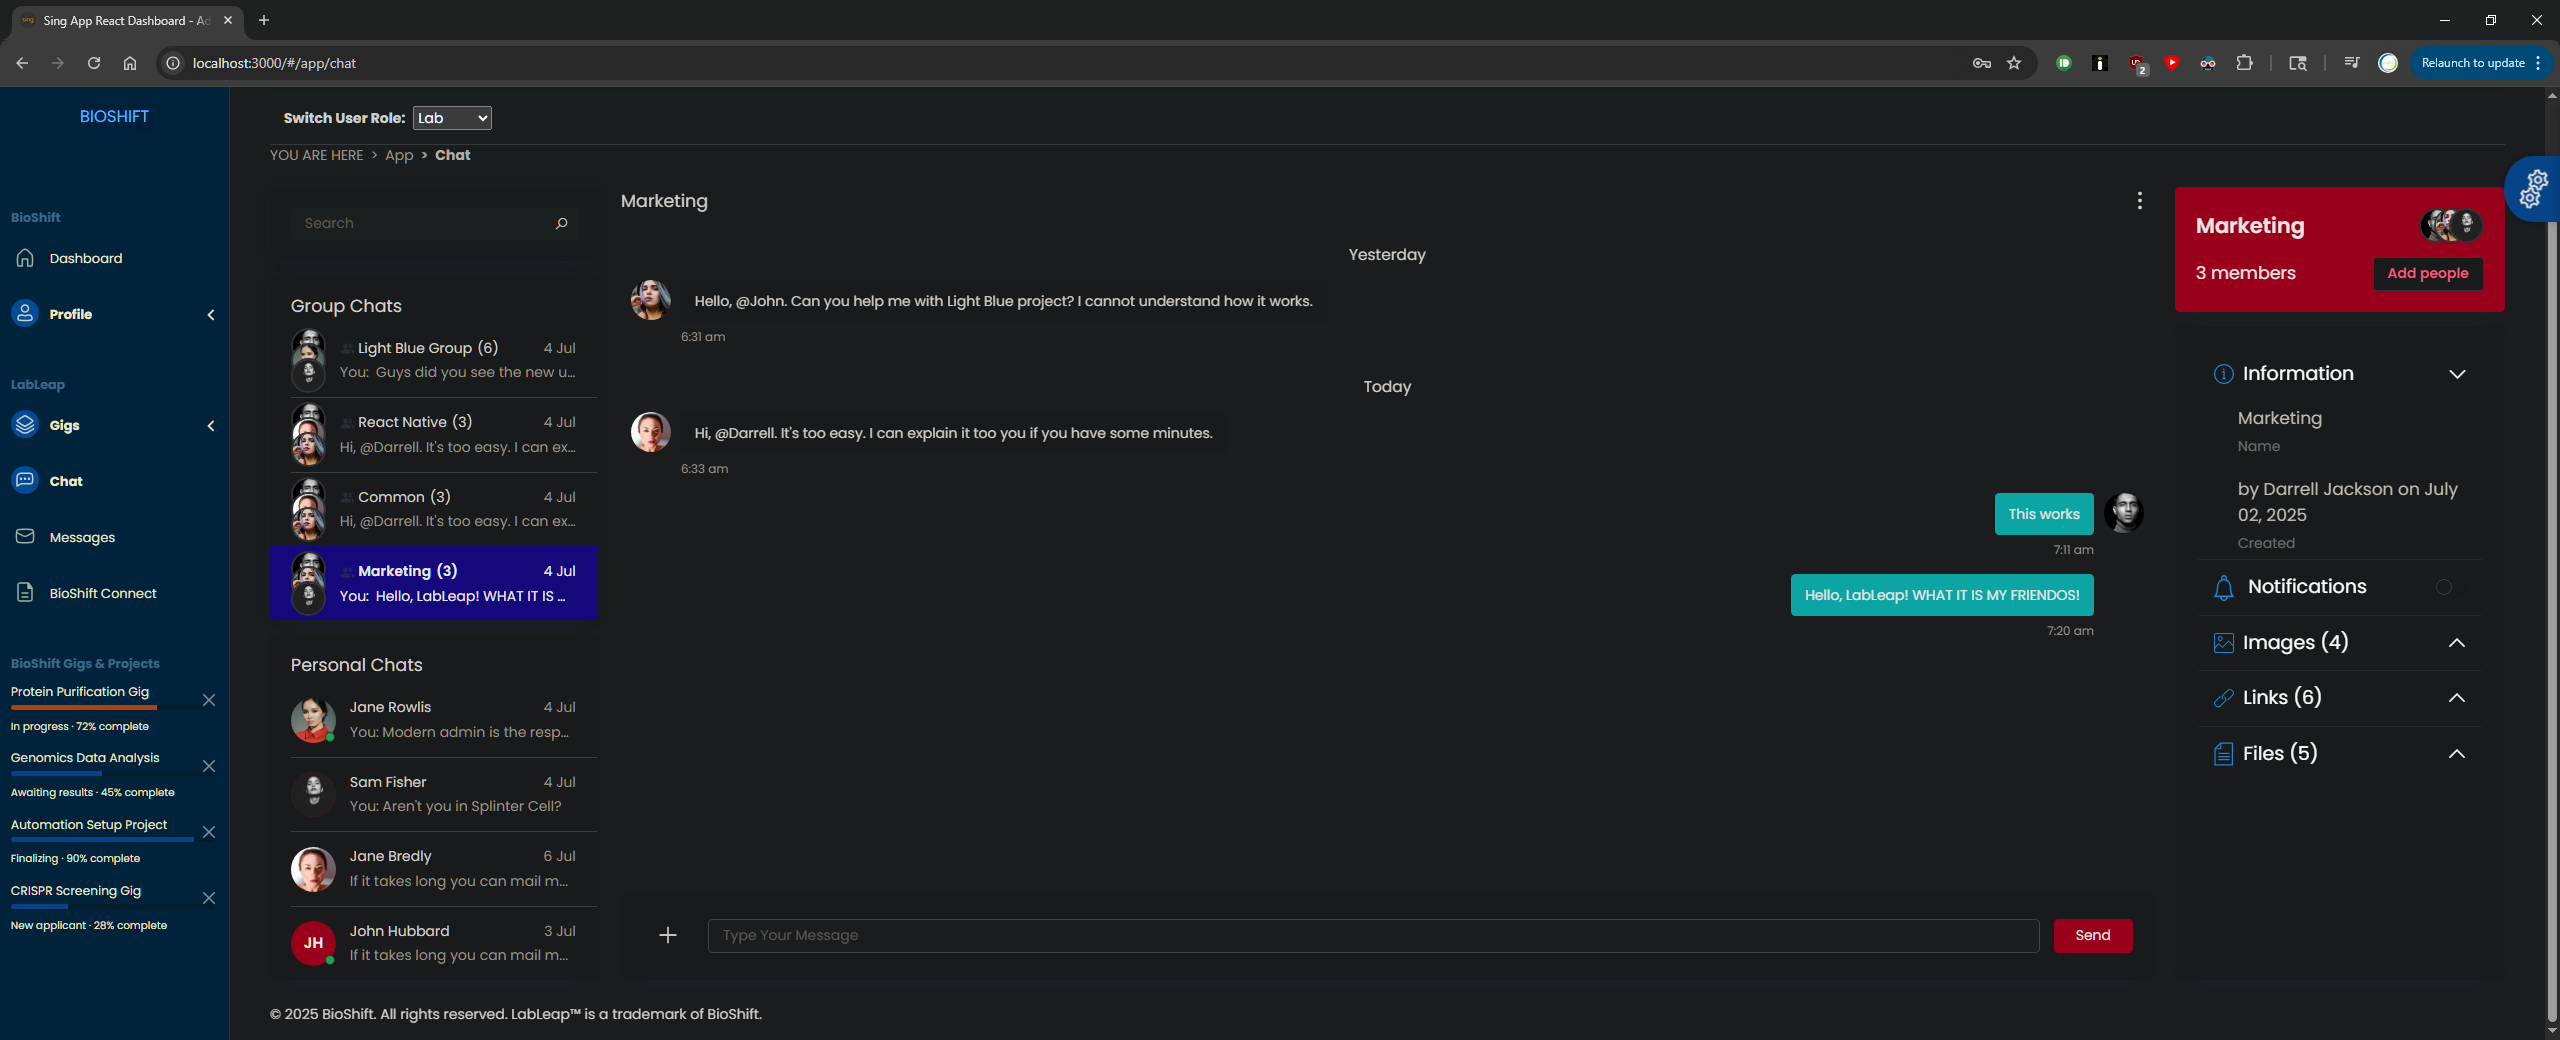 Sing App React Dashboard - Ad
localhost:3000/#/app/chat
2
Relaunch to update
BIOSHIFT
Switch User Role: Lab
YOU ARE HERE > App > Chat
BioShift
Dashboard
Profile
LabLeap
Gigs
Chat
Messages
BioShift Connect
BioShift Gigs & Projects
Protein Purification Gig
In progress · 72% complete
Genomics Data Analysis
Awaiting results · 45% complete
Automation Setup Project
Finalizing · 90% complete
CRISPR Screening Gig
New applicant · 28% complete
Search
Group Chats
Light Blue Group (6) 4 Jul
You: Guys did you see the new u...
React Native (3) 4 Jul
Hi, @Darrell. It's too easy. I can ex...
Common (3) 4 Jul
Hi, @Darrell. It's too easy. I can ex...
Marketing (3) 4 Jul
You: Hello, LabLeap! WHAT IT IS ...
Personal Chats
Jane Rowlis 4 Jul
You: Modern admin is the resp...
Sam Fisher 4 Jul
You: Aren't you in Splinter Cell?
Jane Bredly 6 Jul
If it takes long you can mail m...
JH
John Hubbard 3 Jul
If it takes long you can mail m...
Marketing
Yesterday
Hello, @John. Can you help me with Light Blue project? I cannot understand how it works.
6:31 am
Today
Hi, @Darrell. It's too easy. I can explain it too you if you have some minutes.
6:33 am
This works
7:11 am
Hello, LabLeap! WHAT IT IS MY FRIENDOS!
7:20 am
Type Your Message
Send
Marketing
3 members
Add people
Information
Marketing
Name
by Darrell Jackson on July
02, 2025
Created
Notifications
Images (4)
Links (6)
Files (5)
© 2025 BioShift. All rights reserved. LabLeap™ is a trademark of BioShift.